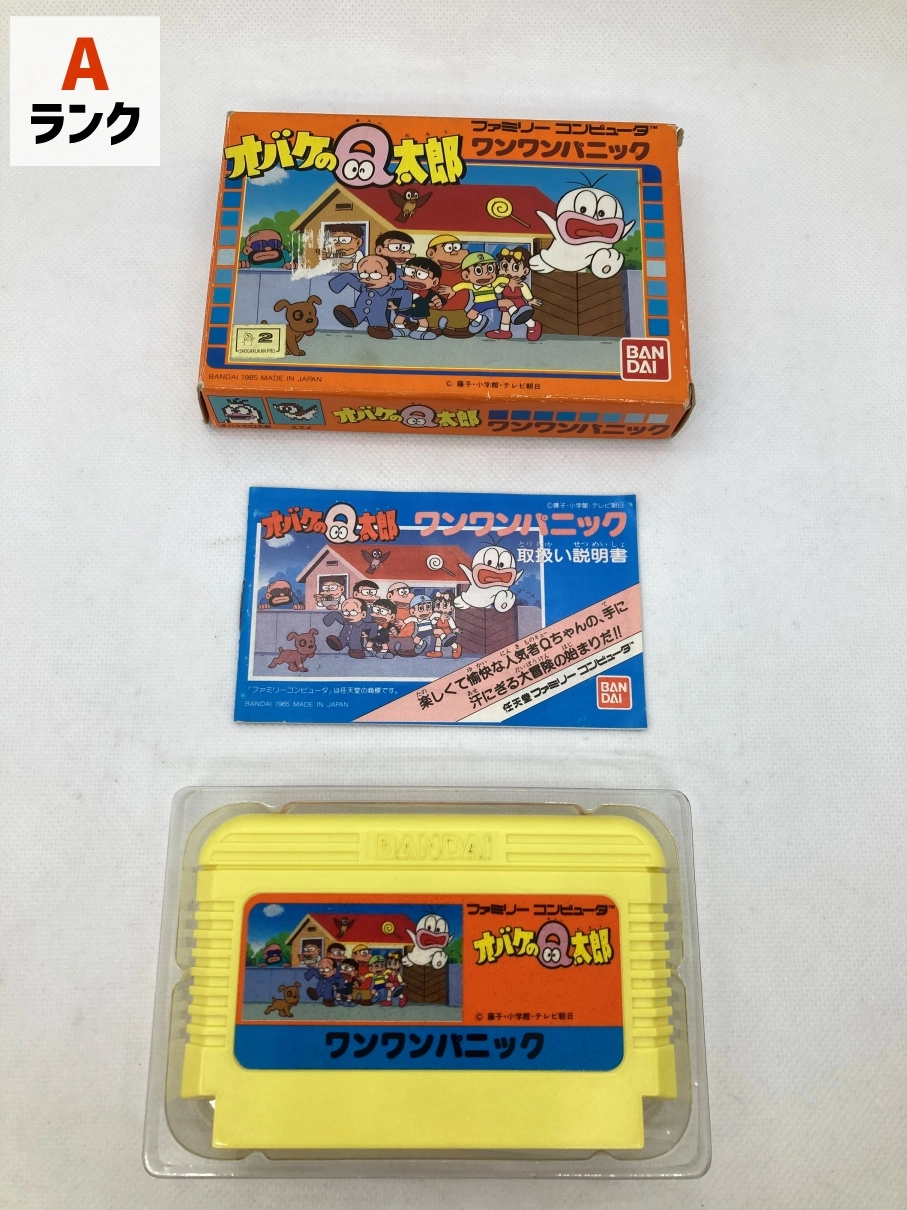 A
ランク
ファミリー コンピュータ™
オバケのQ太郎
ワンワンパニック
2
SHOGAKUKAN PRO
BAN
DAI
BANDAI 1985 MADE IN JAPAN
© 藤子・小学館・テレビ朝日
オバケのQ太郎
ワンワンパニック
©藤子・小学館・テレビ朝日
オバケのQ太郎 ワンワンパニック
取扱い説明書
楽しくて愉快な人気者Qちゃんの、手に
汗にぎる大冒険の始まりだ!!
任天堂 ファミリー コンピュータ™
「ファミリーコンピュータ」は任天堂の商標です。
BANDAI 1985 MADE IN JAPAN
BAN
DAI
BANDAI
ファミリー コンピュータ™
オバケのQ太郎
© 藤子・小学館・テレビ朝日
ワンワンパニック